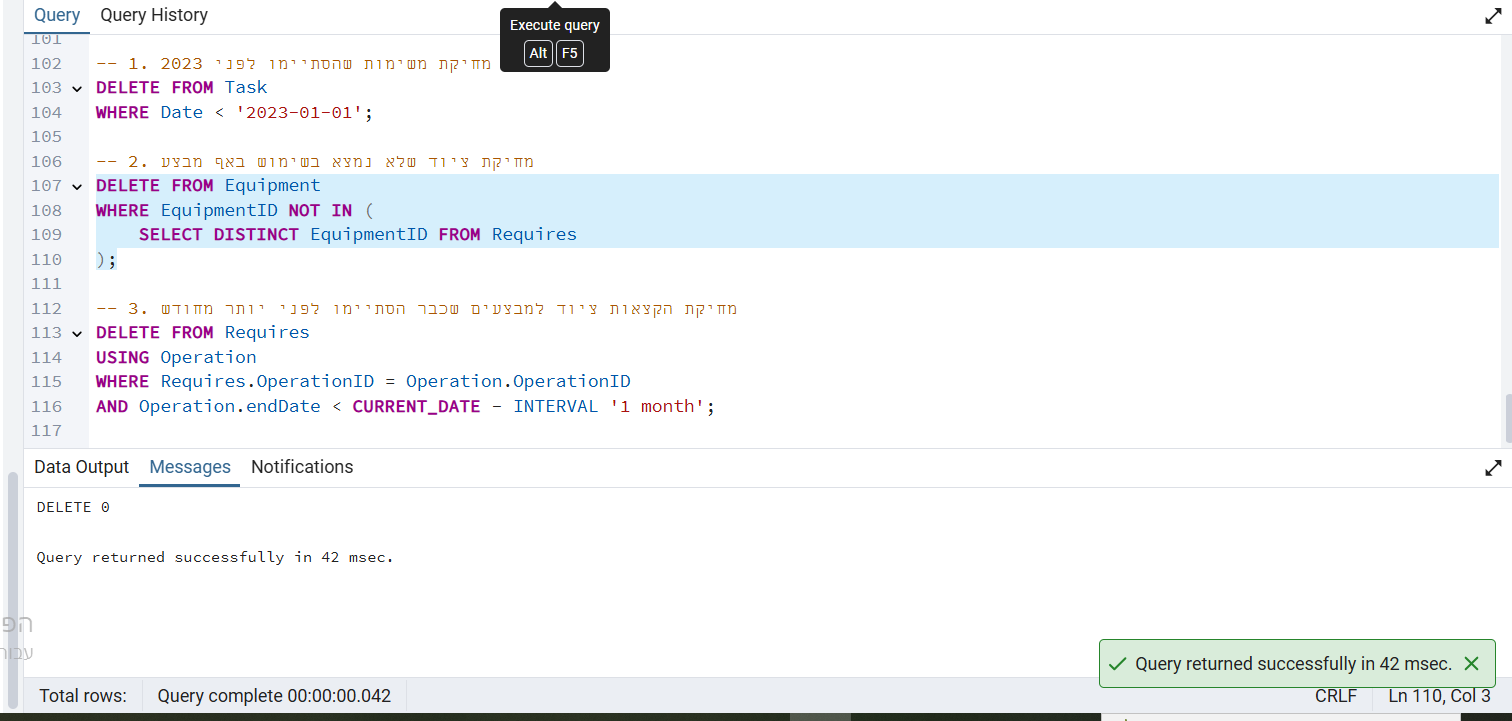 Query Query History
Execute query
Alt F5
101
102 -- 1. מחיקת משימות שהסתיימו לפני 2023
103 DELETE FROM Task
104 WHERE Date < '2023-01-01';
105
106 -- 2. מחיקת ציוד שלא נמצא בשימוש באף מבצע
107 DELETE FROM Equipment
108 WHERE EquipmentID NOT IN (
109 SELECT DISTINCT EquipmentID FROM Requires
110 );
111
112 -- 3. מחיקת הקצאות ציוד למבצעים שכבר הסתיימו לפני יותר מחודש
113 DELETE FROM Requires
114 USING Operation
115 WHERE Requires.OperationID = Operation.OperationID
116 AND Operation.endDate < CURRENT_DATE - INTERVAL '1 month';
117
Data Output Messages Notifications
DELETE 0
Query returned successfully in 42 msec.
Query returned successfully in 42 msec.
Total rows: Query complete 00:00:00.042 CRLF Ln 110, Col 3